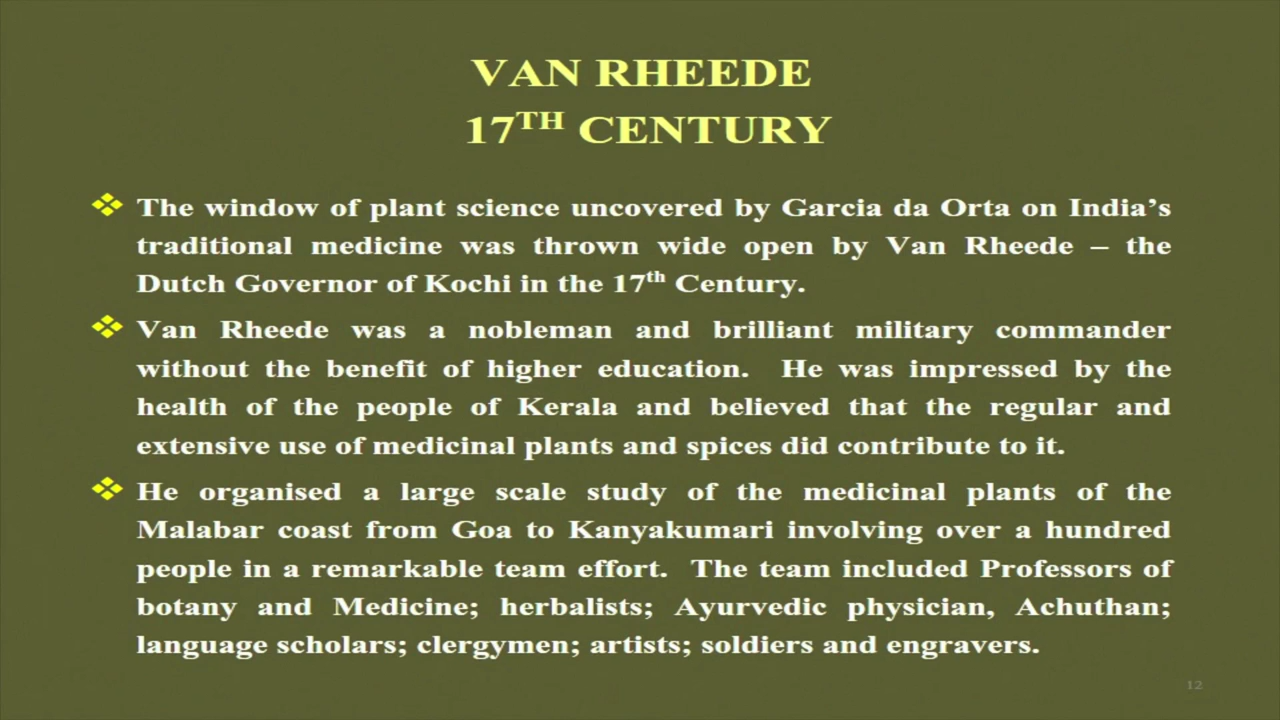 VAN RHEEDE
17TH CENTURY
❖ The window of plant science uncovered by Garcia da Orta on India’s
traditional medicine was thrown wide open by Van Rheede – the
Dutch Governor of Kochi in the 17th Century.
❖ Van Rheede was a nobleman and brilliant military commander
without the benefit of higher education. He was impressed by the
health of the people of Kerala and believed that the regular and
extensive use of medicinal plants and spices did contribute to it.
❖ He organised a large scale study of the medicinal plants of the
Malabar coast from Goa to Kanyakumari involving over a hundred
people in a remarkable team effort. The team included Professors of
botany and Medicine; herbalists; Ayurvedic physician, Achuthan;
language scholars; clergymen; artists; soldiers and engravers.
12